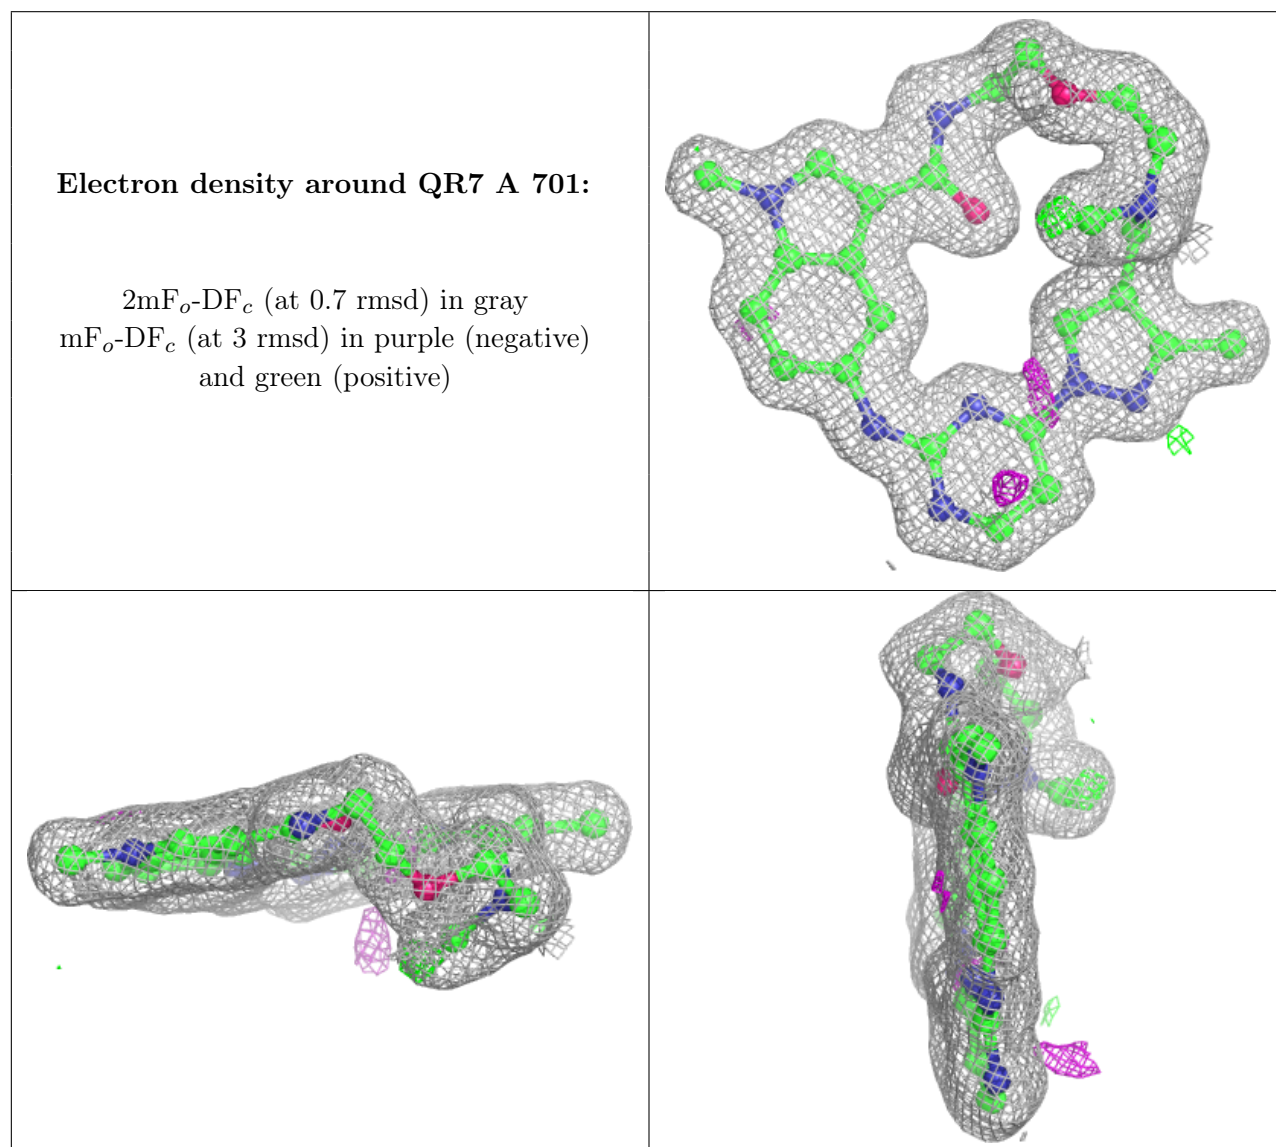 Electron density around QR7 A 701:
2mFo-DFc (at 0.7 rmsd) in gray
mFo-DFc (at 3 rmsd) in purple (negative)
and green (positive)